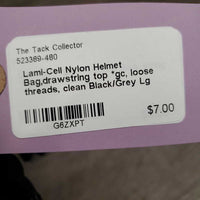 The Tack Collector
523389-480
Lami-Cell Nylon Helmet
Bag,drawstring top *gc, loose
threads, clean Black/Grey Lg
$7.00
G6ZXPT